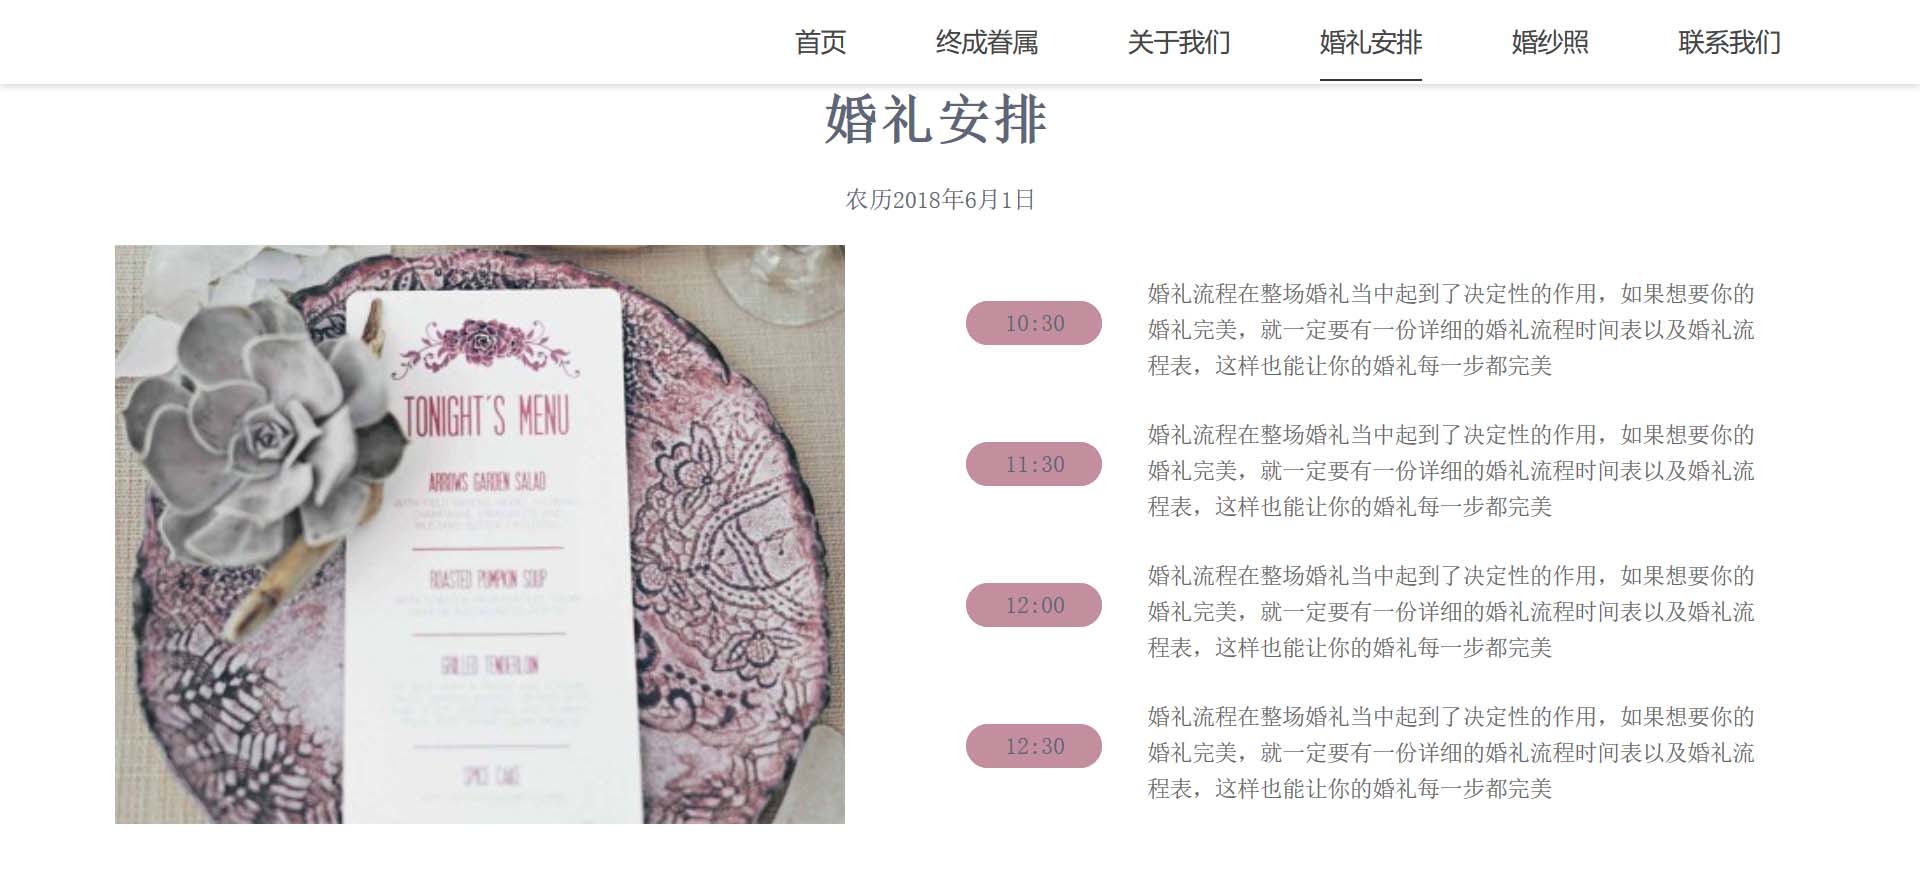 首页 终成眷属 关于我们 婚礼安排 婚纱照 联系我们
婚礼安排
农历2018年6月1日
TONIGHT'S MENU
ARROWS GARDEN SALAD
ROASTED PUMPKIN SOUP
GRILLED TENDERLOIN
SPICE CAKE
10:30
婚礼流程在整场婚礼当中起到了决定性的作用，如果想要你的
婚礼完美，就一定要有一份详细的婚礼流程时间表以及婚礼流
程表，这样也能让你的婚礼每一步都完美
11:30
婚礼流程在整场婚礼当中起到了决定性的作用，如果想要你的
婚礼完美，就一定要有一份详细的婚礼流程时间表以及婚礼流
程表，这样也能让你的婚礼每一步都完美
12:00
婚礼流程在整场婚礼当中起到了决定性的作用，如果想要你的
婚礼完美，就一定要有一份详细的婚礼流程时间表以及婚礼流
程表，这样也能让你的婚礼每一步都完美
12:30
婚礼流程在整场婚礼当中起到了决定性的作用，如果想要你的
婚礼完美，就一定要有一份详细的婚礼流程时间表以及婚礼流
程表，这样也能让你的婚礼每一步都完美